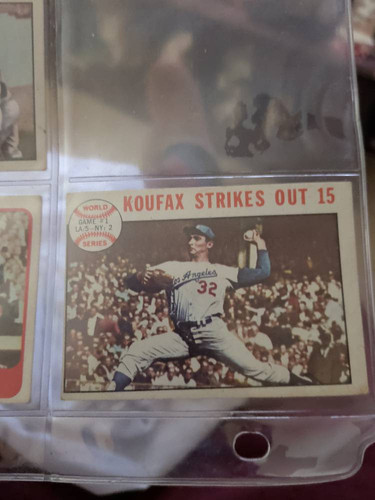 KOUFAX STRIKES OUT 15
WORLD
GAME #1
LA:5 - NY: 2
SERIES
Los Angeles
32